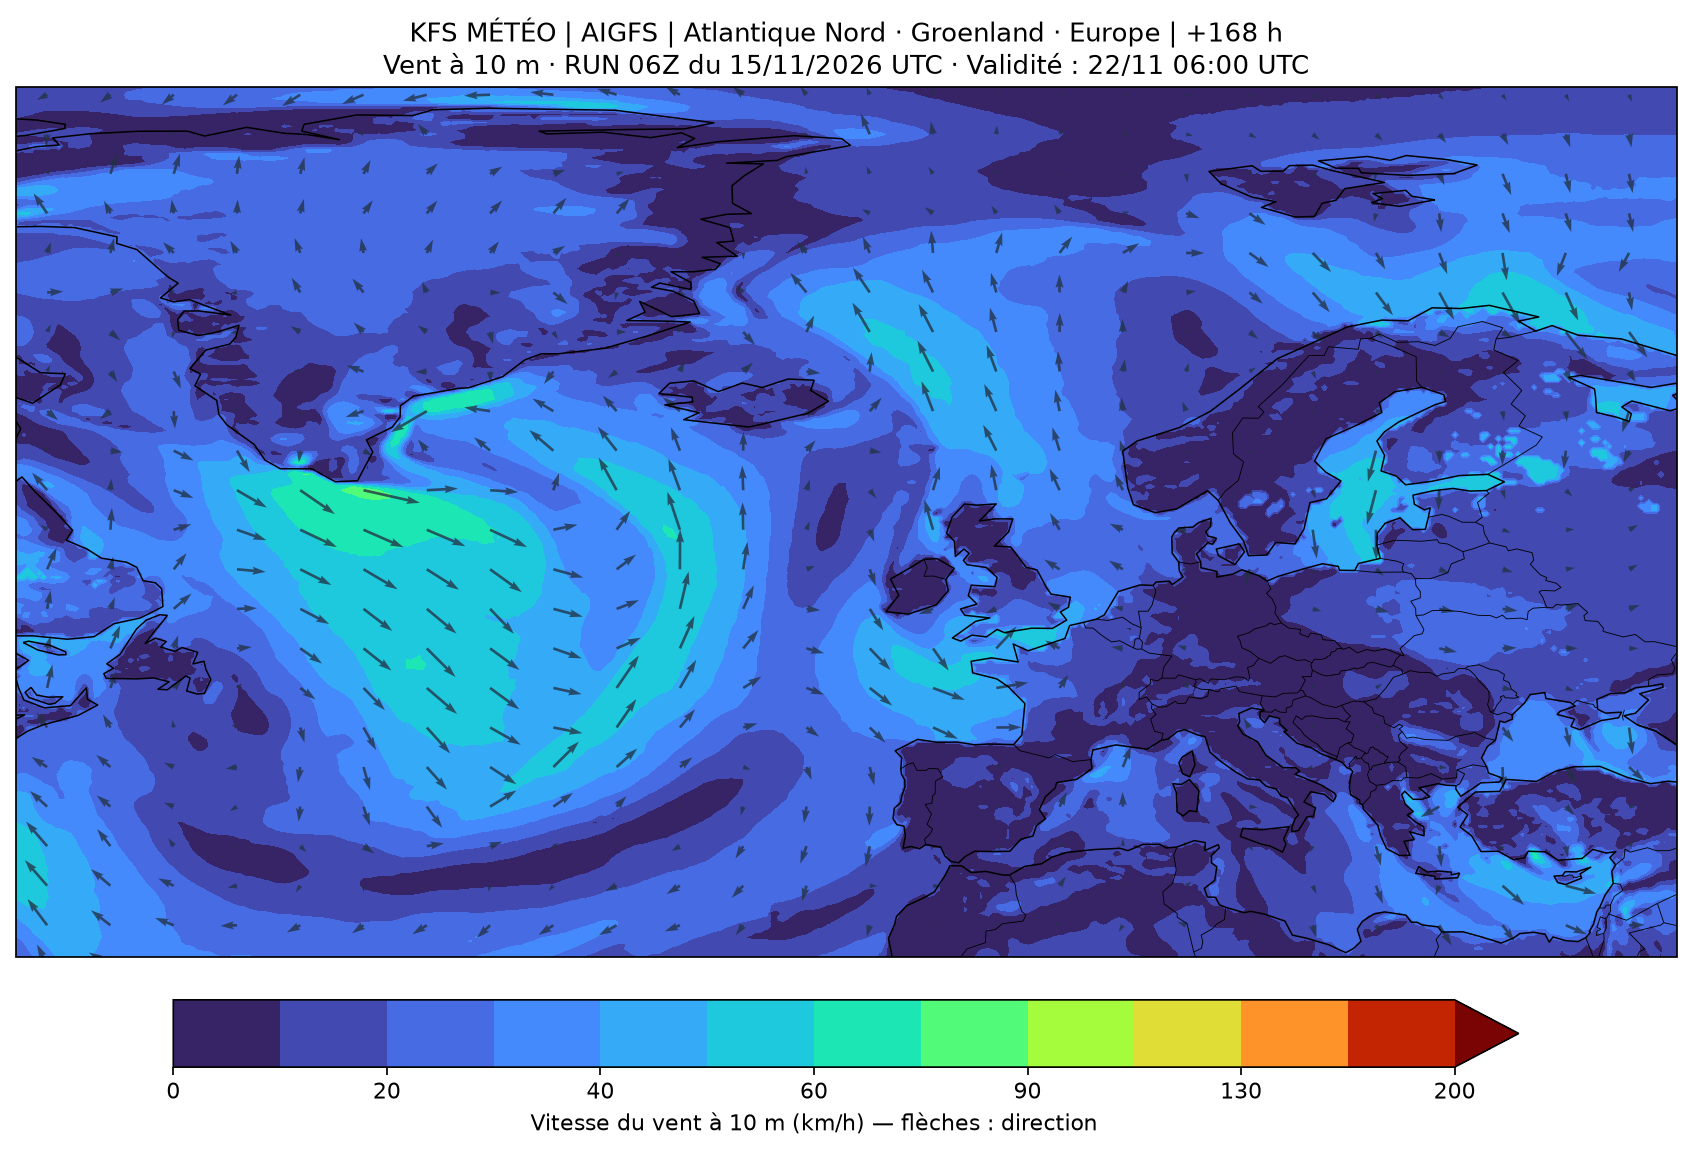 KFS MÉTÉO | AIGFS | Atlantique Nord · Groenland · Europe | +168 h
Vent à 10 m · RUN 06Z du 15/11/2026 UTC · Validité : 22/11 06:00 UTC
0 20 40 60 90 130 200
Vitesse du vent à 10 m (km/h) — flèches : direction